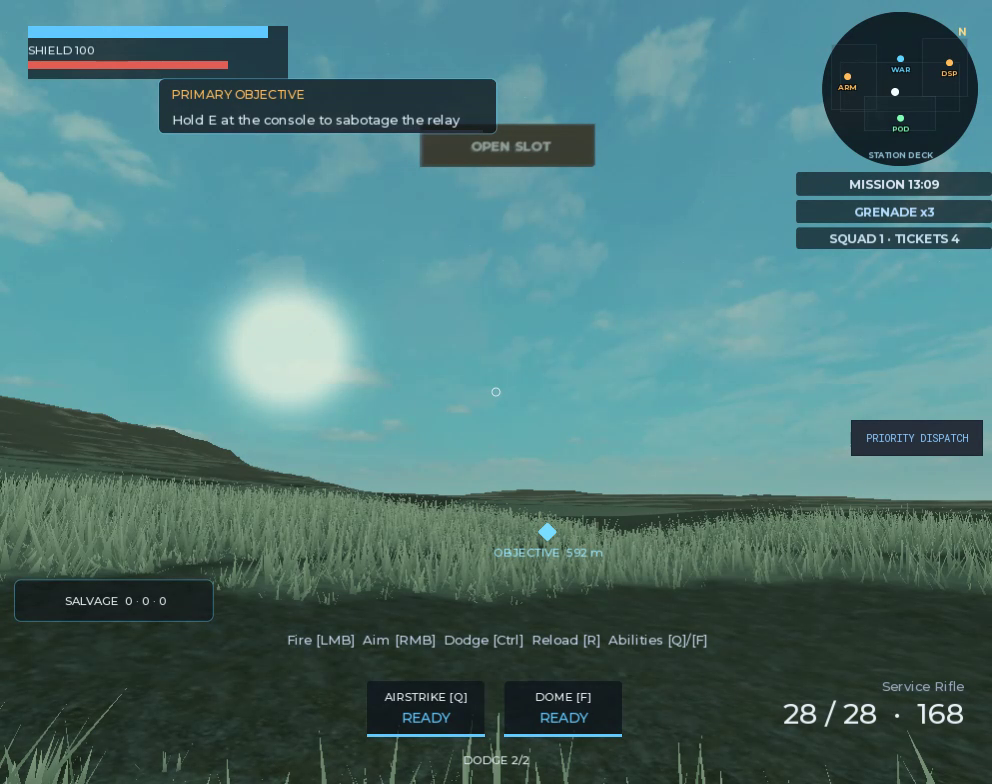 SHIELD 100
PRIMARY OBJECTIVE
Hold E at the console to sabotage the relay
OPEN SLOT
N
WAR
DSP
ARM
POD
STATION DECK
MISSION 13:09
GRENADE x3
SQUAD 1 · TICKETS 4
PRIORITY DISPATCH
OBJECTIVE 592 m
SALVAGE 0 · 0 · 0
Fire [LMB] Aim [RMB] Dodge [Ctrl] Reload [R] Abilities [Q]/[F]
AIRSTRIKE [Q]
READY
DOME [F]
READY
Service Rifle
28 / 28 · 168
DODGE 2/2